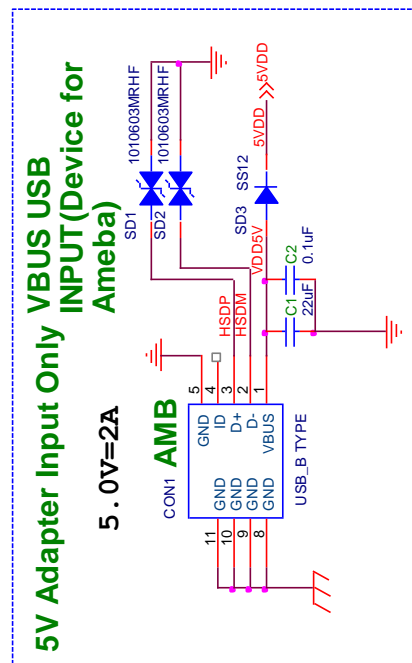 5V Adapter Input Only
VBUS USB
INPUT(Device for
Ameba)
5.0V=2A
AMB
CON1
USB_B TYPE
11
10
9
8
GND
GND
GND
GND
GND
ID
D+
D-
VBUS
5
4
3
2
1
HSDP
HSDM
SD1
SD2
1010603MRHF
1010603MRHF
VDD5V
SD3
SS12
5VDD
5VDD
C1
22uF
C2
0.1uF